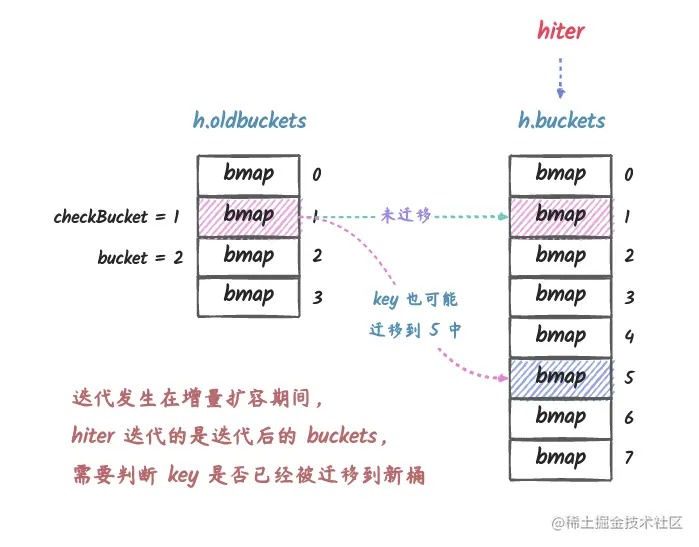 hiter
h.oldbuckets
h.buckets
bmap 0
bmap 0
checkBucket = 1 bmap 1 未迁移 bmap 1
bucket = 2 bmap 2 bmap 2
bmap 3 key 也可能 bmap 3
迁移到 5 中 bmap 4
bmap 5
迭代发生在增量扩容期间，
bmap 6
hiter 迭代的是迭代后的 buckets，
bmap 7
需要判断 key 是否已经被迁移到新桶
@稀土掘金技术社区